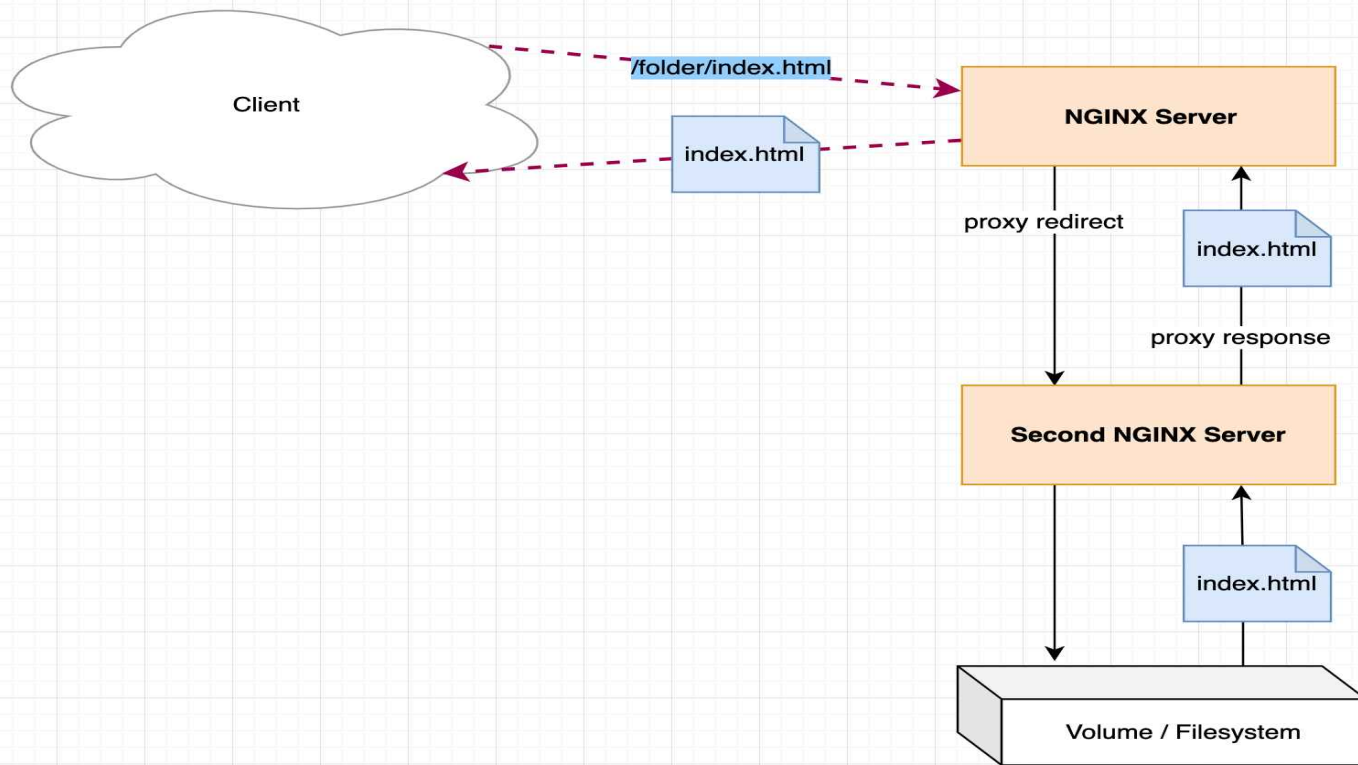 /folder/index.html
Client
NGINX Server
index.html
proxy redirect
index.html
proxy response
Second NGINX Server
index.html
Volume / Filesystem